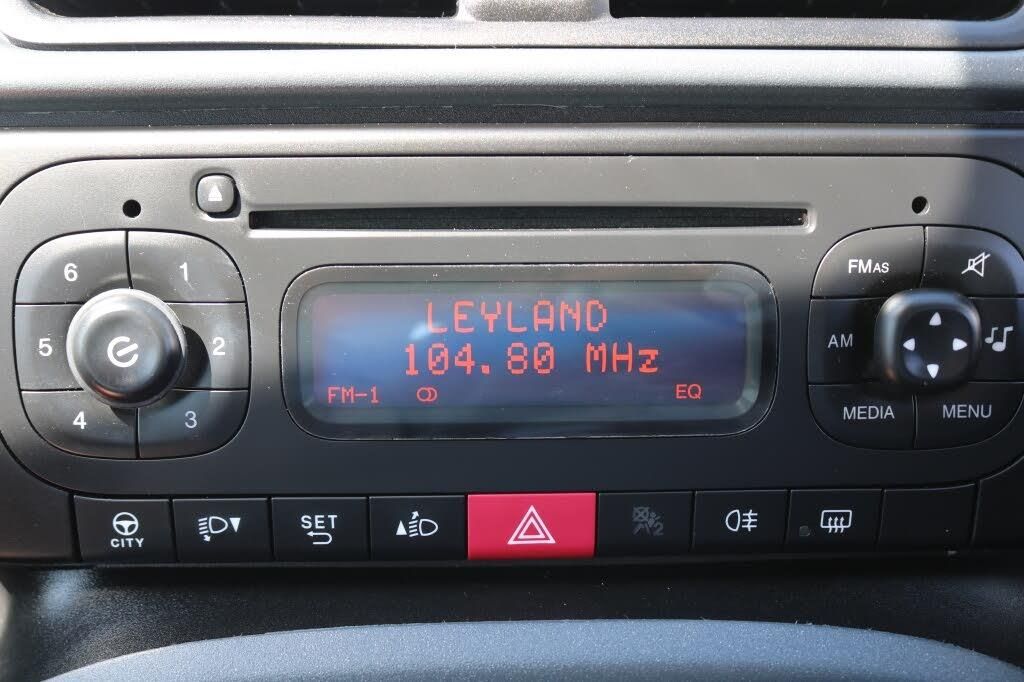 6 1
5 2
4 3
LEYLAND
104.80 MHz
FM-1 EQ
FMAS
AM
MEDIA MENU
CITY
SET
2